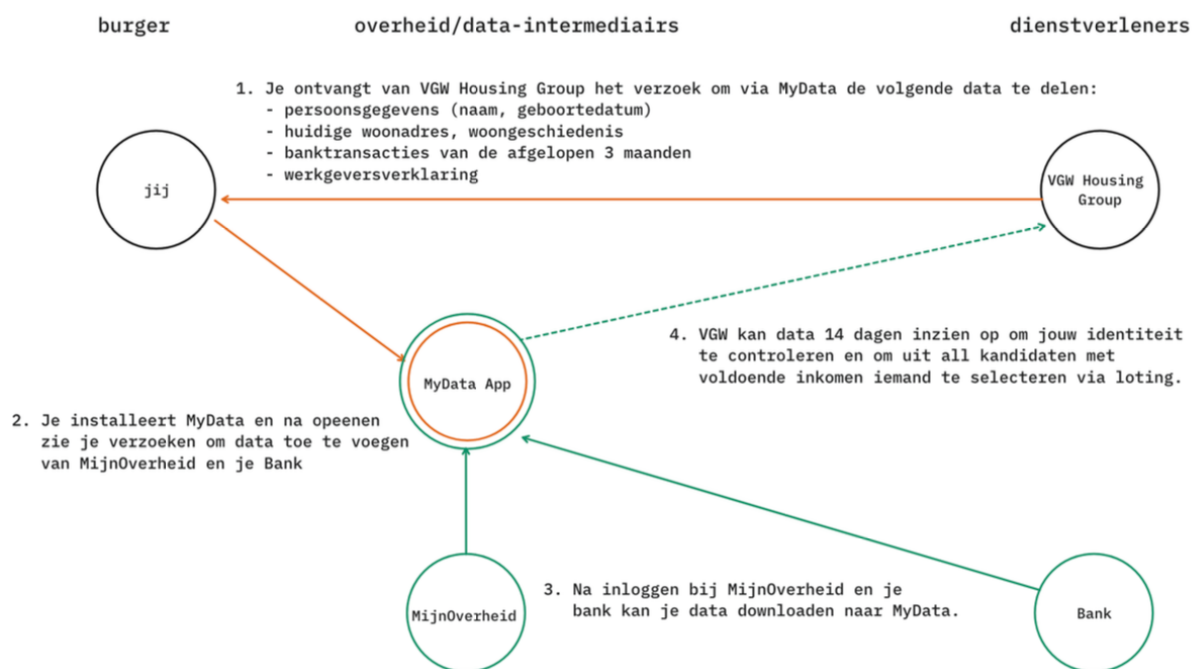 burger
overheid/data-intermediairs
dienstverleners
1. Je ontvangt van VGW Housing Group het verzoek om via MyData de volgende data te delen:
- persoonsgegevens (naam, geboortedatum)
- huidige woonadres, woongeschiedenis
- banktransacties van de afgelopen 3 maanden
- werkgeversverklaring
jij
VGW Housing
Group
4. VGW kan data 14 dagen inzien op om jouw identiteit
te controleren en om uit all kandidaten met
voldoende inkomen iemand te selecteren via loting.
MyData App
2. Je installeert MyData en na opeenen
zie je verzoeken om data toe te voegen
van MijnOverheid en je Bank
3. Na inloggen bij MijnOverheid en je
bank kan je data downloaden naar MyData.
MijnOverheid
Bank